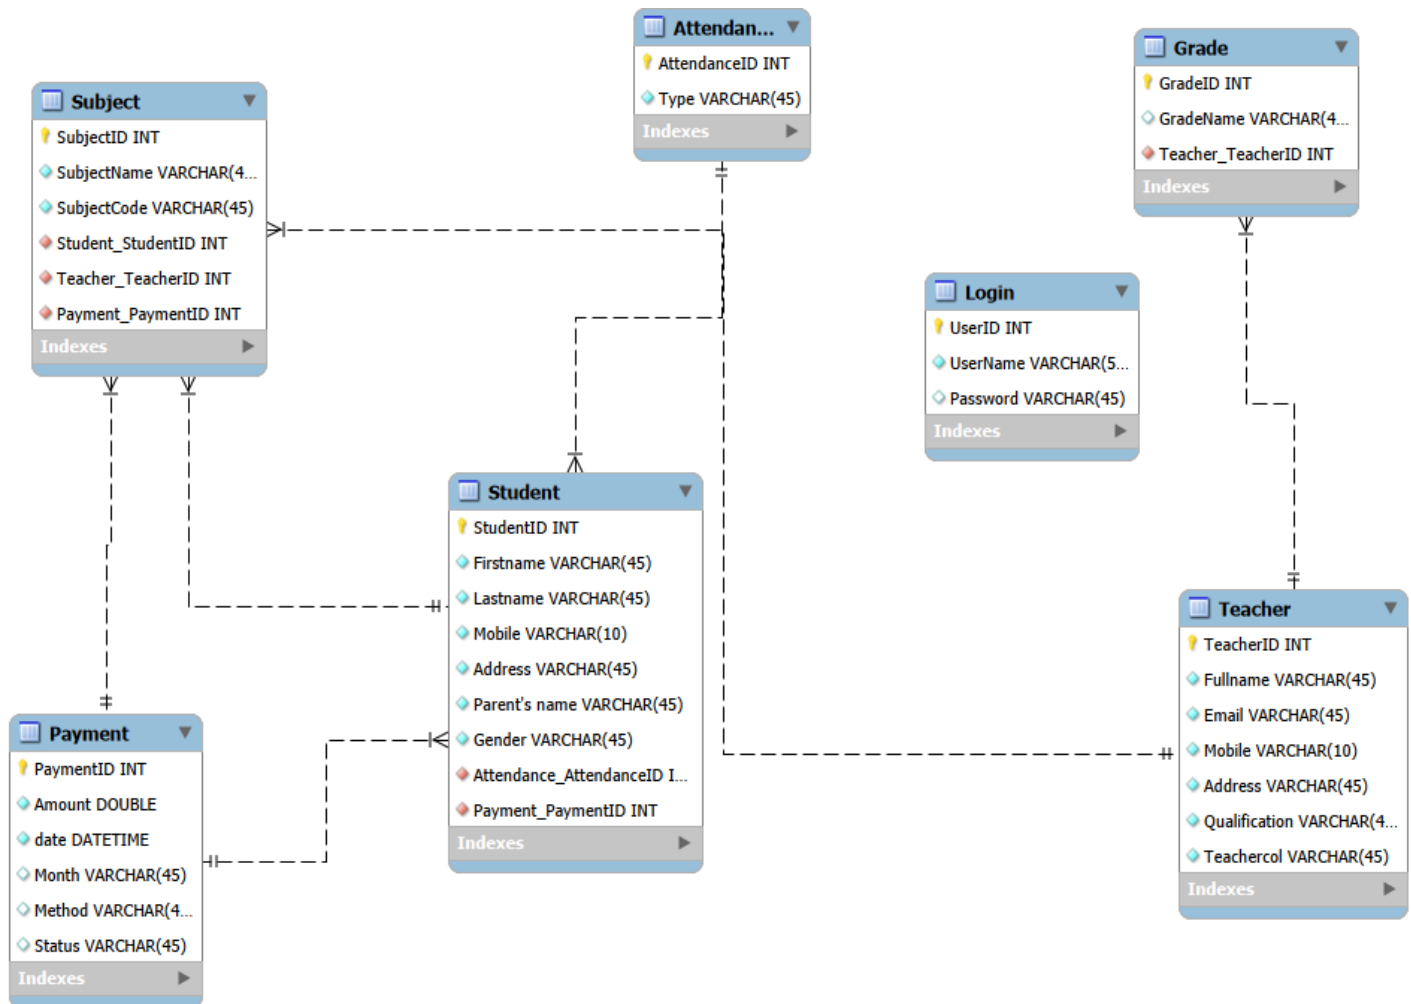 Attendan...
AttendanceID INT
Type VARCHAR(45)
Indexes
Grade
GradeID INT
GradeName VARCHAR(4...
Teacher_TeacherID INT
Indexes
Subject
SubjectID INT
SubjectName VARCHAR(4...
SubjectCode VARCHAR(45)
Student_StudentID INT
Teacher_TeacherID INT
Payment_PaymentID INT
Indexes
Login
UserID INT
UserName VARCHAR(5...
Password VARCHAR(45)
Indexes
Student
StudentID INT
Firstname VARCHAR(45)
Lastname VARCHAR(45)
Mobile VARCHAR(10)
Address VARCHAR(45)
Parent's name VARCHAR(45)
Gender VARCHAR(45)
Attendance_AttendanceID I...
Payment_PaymentID INT
Indexes
Teacher
TeacherID INT
Fullname VARCHAR(45)
Email VARCHAR(45)
Mobile VARCHAR(10)
Address VARCHAR(45)
Qualification VARCHAR(4...
Teachercol VARCHAR(45)
Indexes
Payment
PaymentID INT
Amount DOUBLE
date DATETIME
Month VARCHAR(45)
Method VARCHAR(4...
Status VARCHAR(45)
Indexes